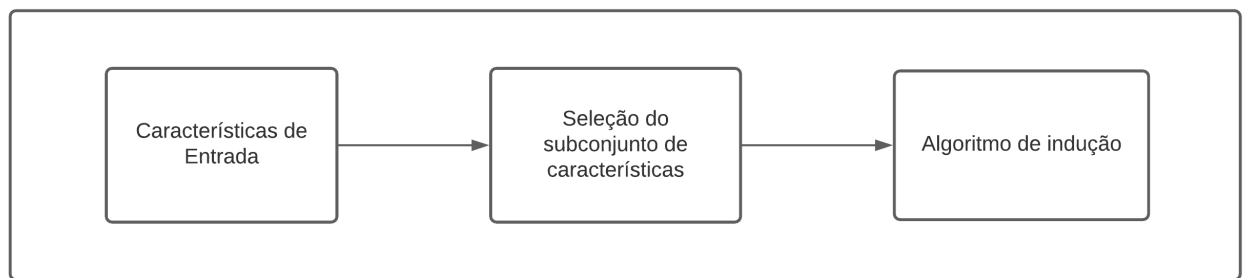 Características de
Entrada
Seleção do
subconjunto de
características
Algoritmo de indução